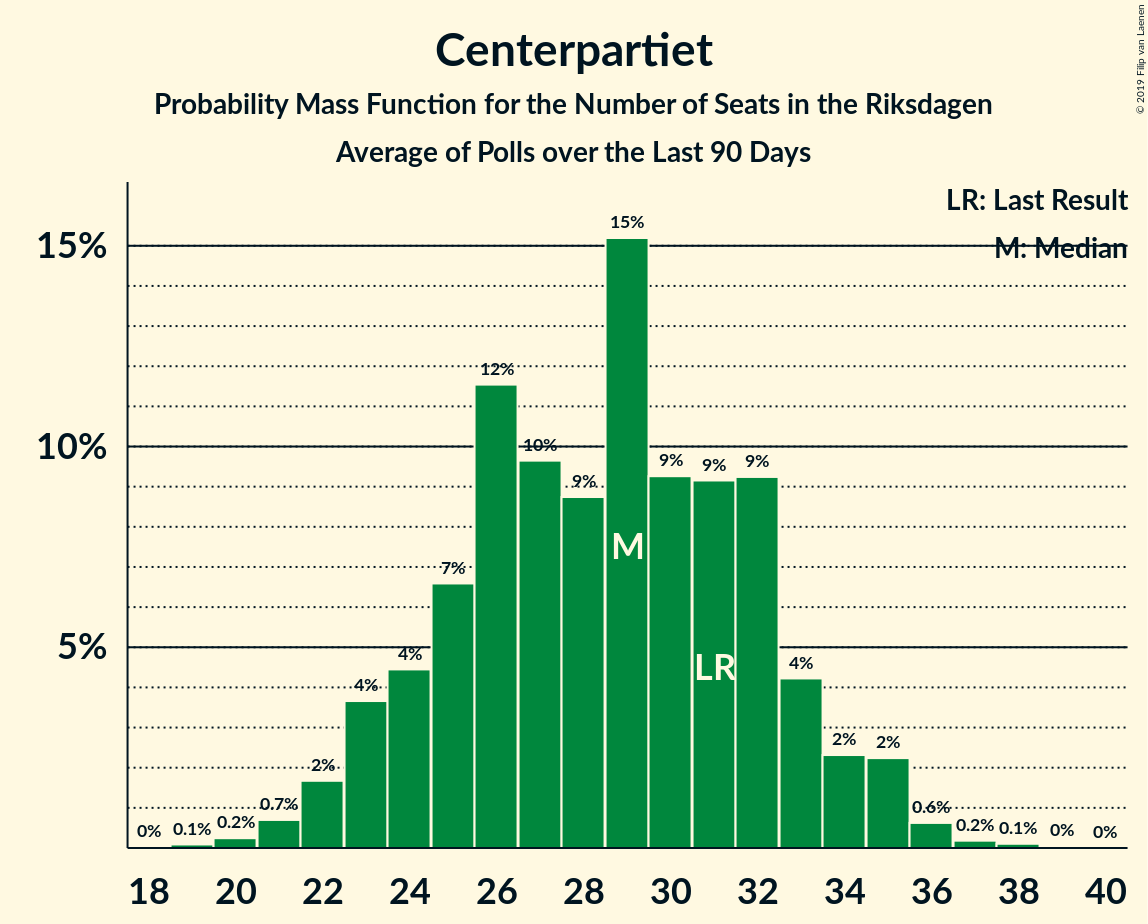 Centerpartiet
Probability Mass Function for the Number of Seats in the Riksdagen
Average of Polls over the Last 90 Days
© 2019 Filip van Laenen
LR: Last Result
M: Median
15%
10%
5%
0%
0.1%
0.2%
0.7%
2%
4%
4%
7%
12%
10%
9%
15%
9%
9%
9%
4%
2%
2%
0.6%
0.2%
0.1%
0%
0%
M
LR
18 20 22 24 26 28 30 32 34 36 38 40